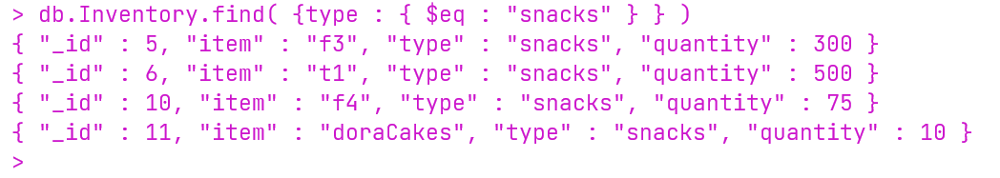 > db.Inventory.find( {type : { $eq : "snacks" } } )
{ "_id" : 5, "item" : "f3", "type" : "snacks", "quantity" : 300 }
{ "_id" : 6, "item" : "t1", "type" : "snacks", "quantity" : 500 }
{ "_id" : 10, "item" : "f4", "type" : "snacks", "quantity" : 75 }
{ "_id" : 11, "item" : "doraCakes", "type" : "snacks", "quantity" : 10 }
>